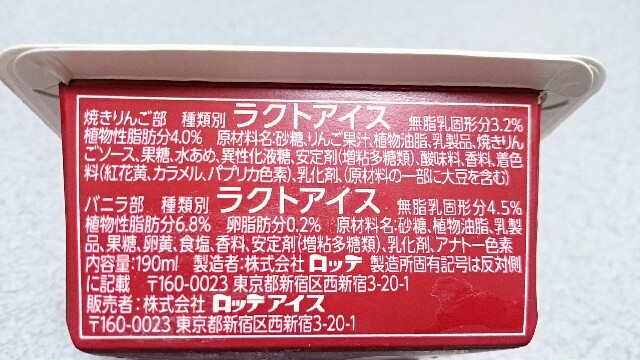 焼きりんご部 種類別 ラクトアイス 無脂乳固形分3.2%
植物性脂肪分4.0% 原材料名:砂糖､りんご果汁､植物油脂､乳製品､焼きりん
ごソース､果糖､水あめ､異性化液糖､安定剤(増粘多糖類)､酸味料､香料､着色
料(紅花黄､カラメル､パプリカ色素)､乳化剤､(原材料の一部に大豆を含む)
バニラ部 種類別 ラクトアイス 無脂乳固形分4.5%
植物性脂肪分6.8% 卵脂肪分0.2% 原材料名:砂糖､植物油脂､乳製
品､果糖､卵黄､食塩､香料､安定剤(増粘多糖類)､乳化剤､アナトー色素
内容量:190ml 製造者:株式会社 ロッテ 製造所固有記号は反対側
に記載 〒160-0023 東京都新宿区西新宿3-20-1
販売者:株式会社 ロッテアイス
〒160-0023 東京都新宿区西新宿3-20-1